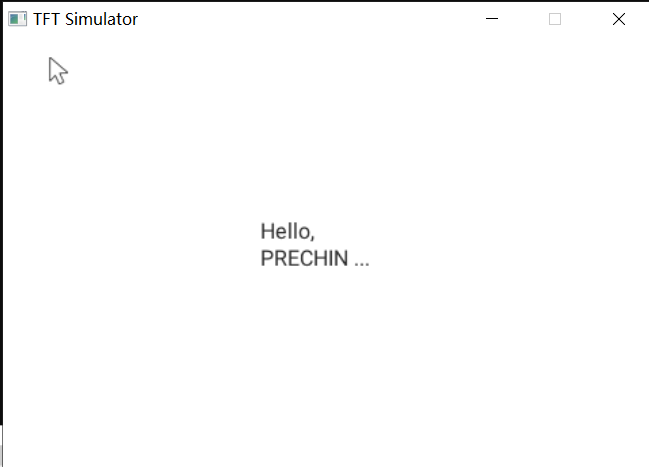 TFT Simulator
Hello,
PRECHIN ...